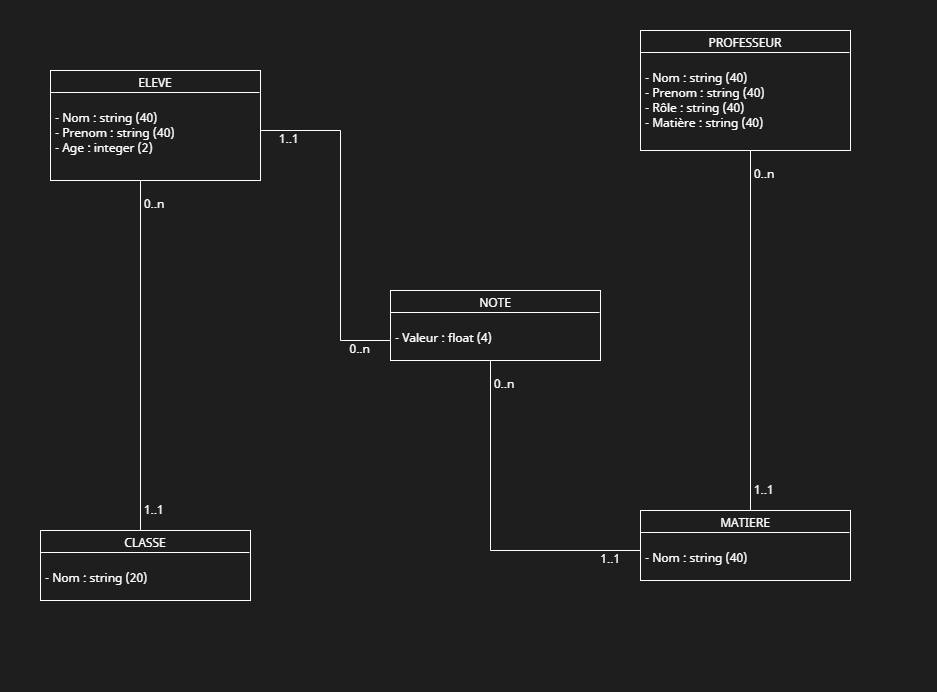 PROFESSEUR
- Nom : string (40)
- Prenom : string (40)
- Rôle : string (40)
- Matière : string (40)
0..n
ELEVE
- Nom : string (40)
- Prenom : string (40)
- Age : integer (2)
1..1
0..n
NOTE
- Valeur : float (4)
0..n
0..n
1..1
CLASSE
- Nom : string (20)
1..1
MATIERE
- Nom : string (40)
1..1